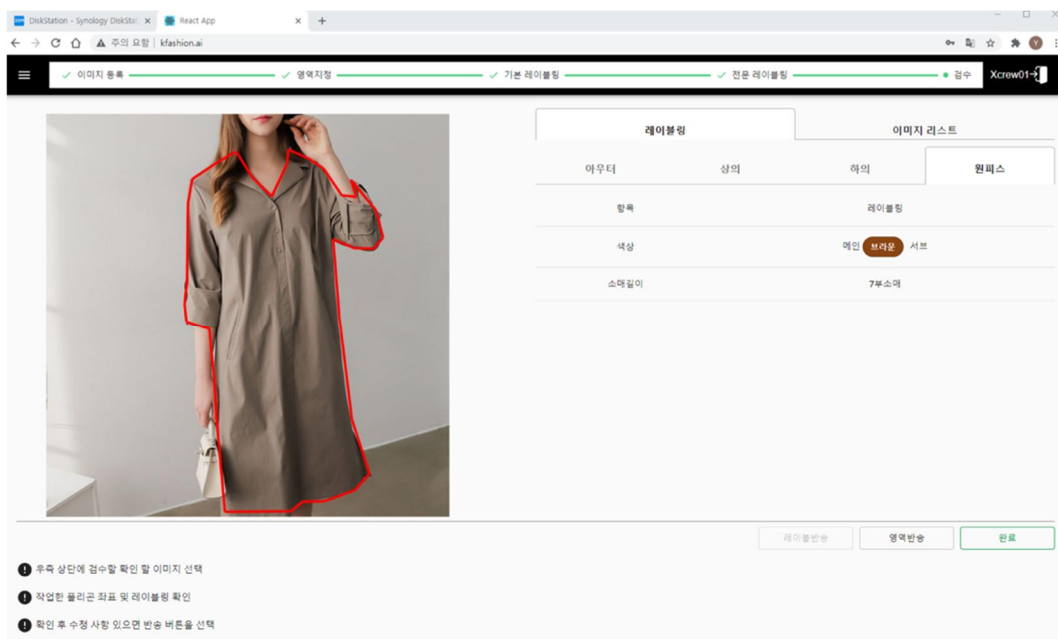 DiskStation - Synology DiskStat
React App
주의 요함 | kfashion.ai
이미지 등록
영역지정
기본 레이블링
전문 레이블링
검수
Xcrew01
레이블링
이미지 리스트
아우터
상의
하의
원피스
항목
레이블링
색상
메인 브라운 서브
소매길이
7부소매
레이블반송
영역반송
완료
우측 상단에 검수할 확인 할 이미지 선택
작업한 폴리곤 좌표 및 레이블링 확인
확인 후 수정 사항 있으면 반송 버튼을 선택